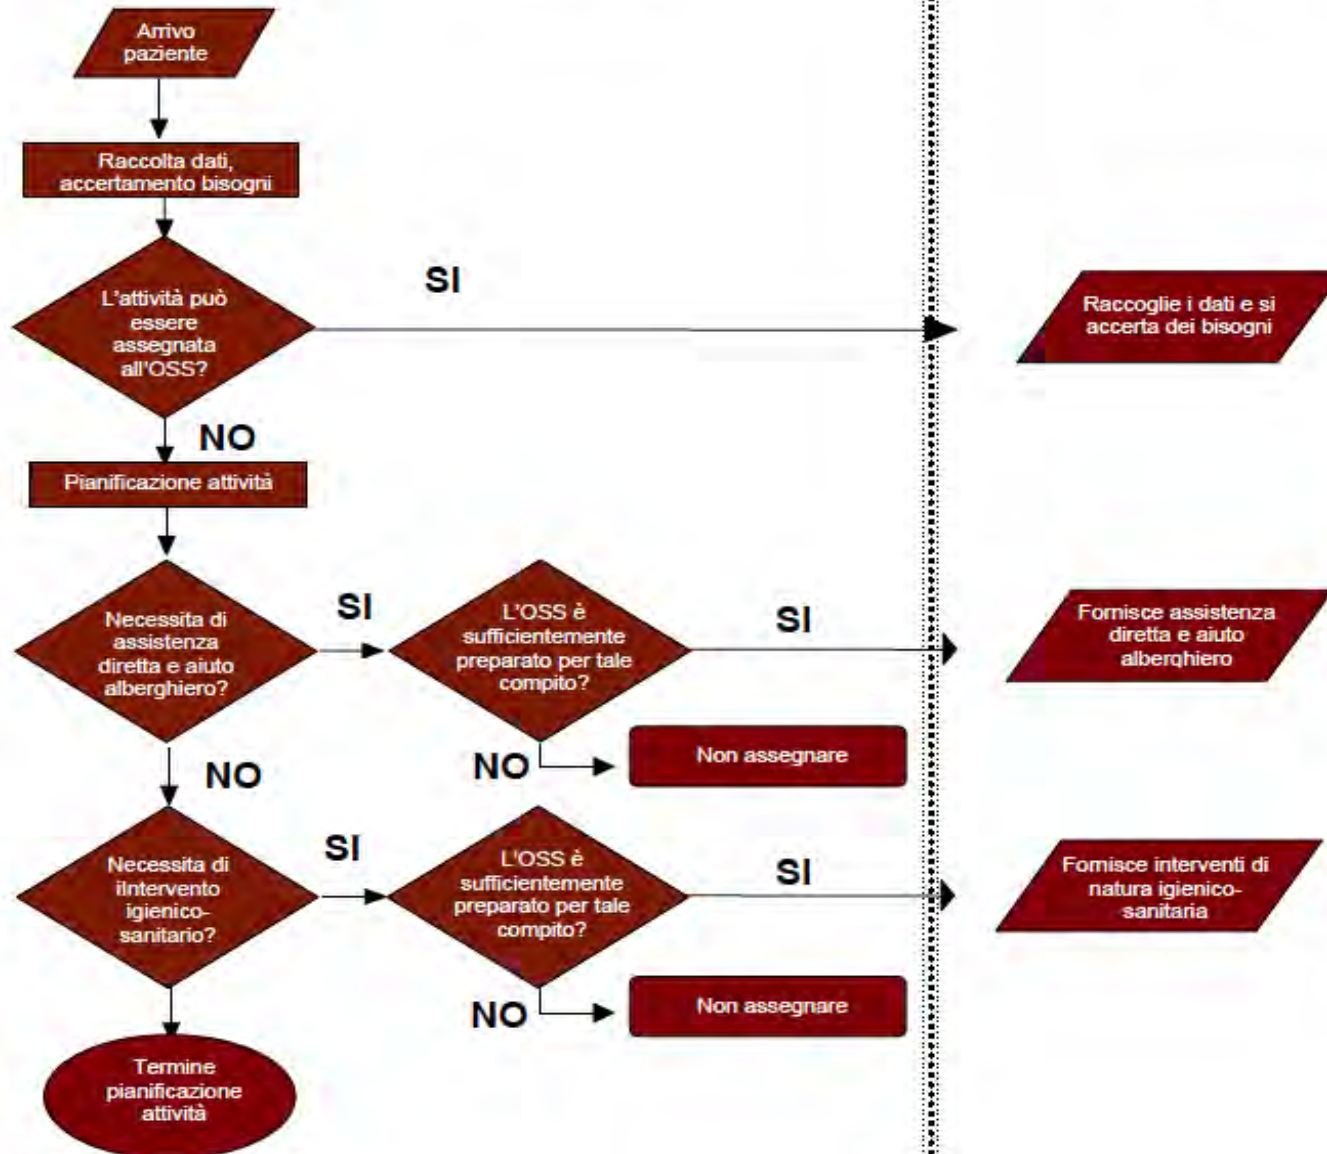 Arrivo
paziente
Raccolta dati,
accertamento bisogni
SI
L'attività può
essere
assegnata
all'OSS?
Raccoglie i dati e si
accerta dei bisogni
NO
Pianificazione attività
Necessita di
assistenza
diretta e aiuto
alberghiero?
SI
L'OSS è
sufficientemente
preparato per tale
compito?
SI
Fornisce assistenza
diretta e aiuto
alberghiero
NO
NO
Non assegnare
Necessita di
iIntervento
igienico-
sanitario?
SI
L'OSS è
sufficientemente
preparato per tale
compito?
SI
Fornisce interventi di
natura igienico-
sanitaria
NO
Non assegnare
Termine
pianificazione
attività